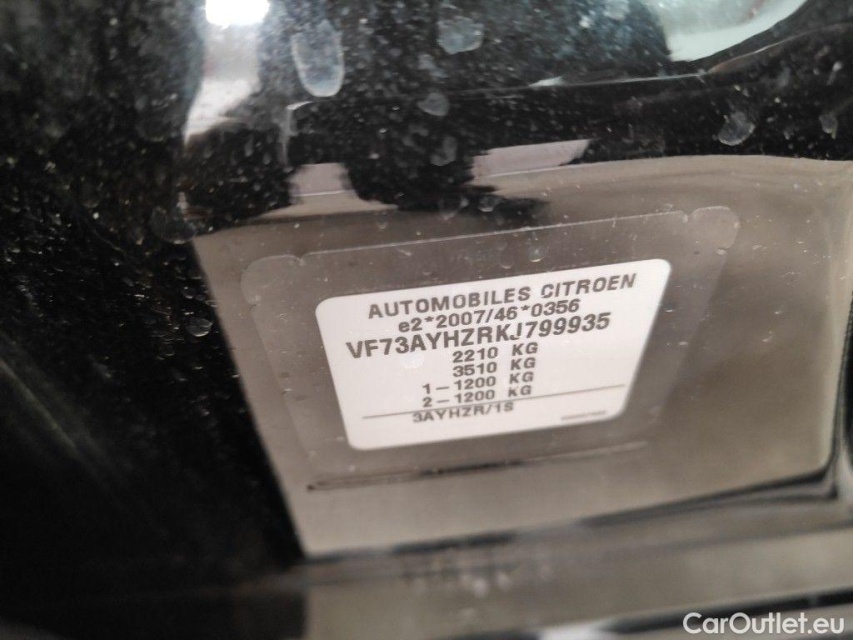 AUTOMOBILES CITROEN
e2*2007/46*0356
VF73AYHZRKJ799935
2210 KG
3510 KG
1-1200 KG
2-1200 KG
3AYHZR/1S
CarOutlet.eu